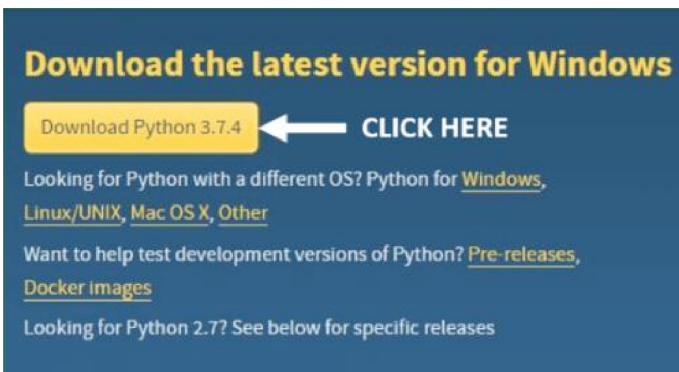 Download the latest version for Windows
Download Python 3.7.4 CLICK HERE
Looking for Python with a different OS? Python for Windows,
Linux/UNIX, Mac OS X, Other
Want to help test development versions of Python? Pre-releases,
Docker images
Looking for Python 2.7? See below for specific releases